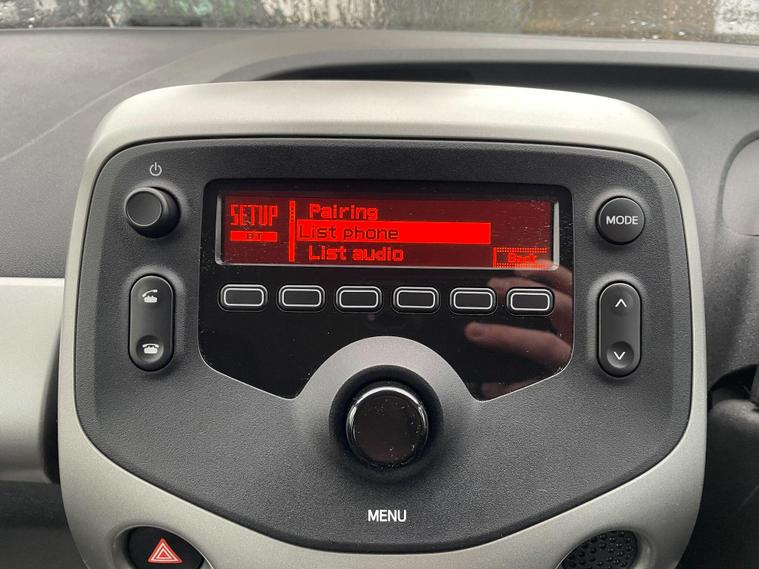 SETUP
BT
Pairing
List phone
List audio
Back
MODE
MENU